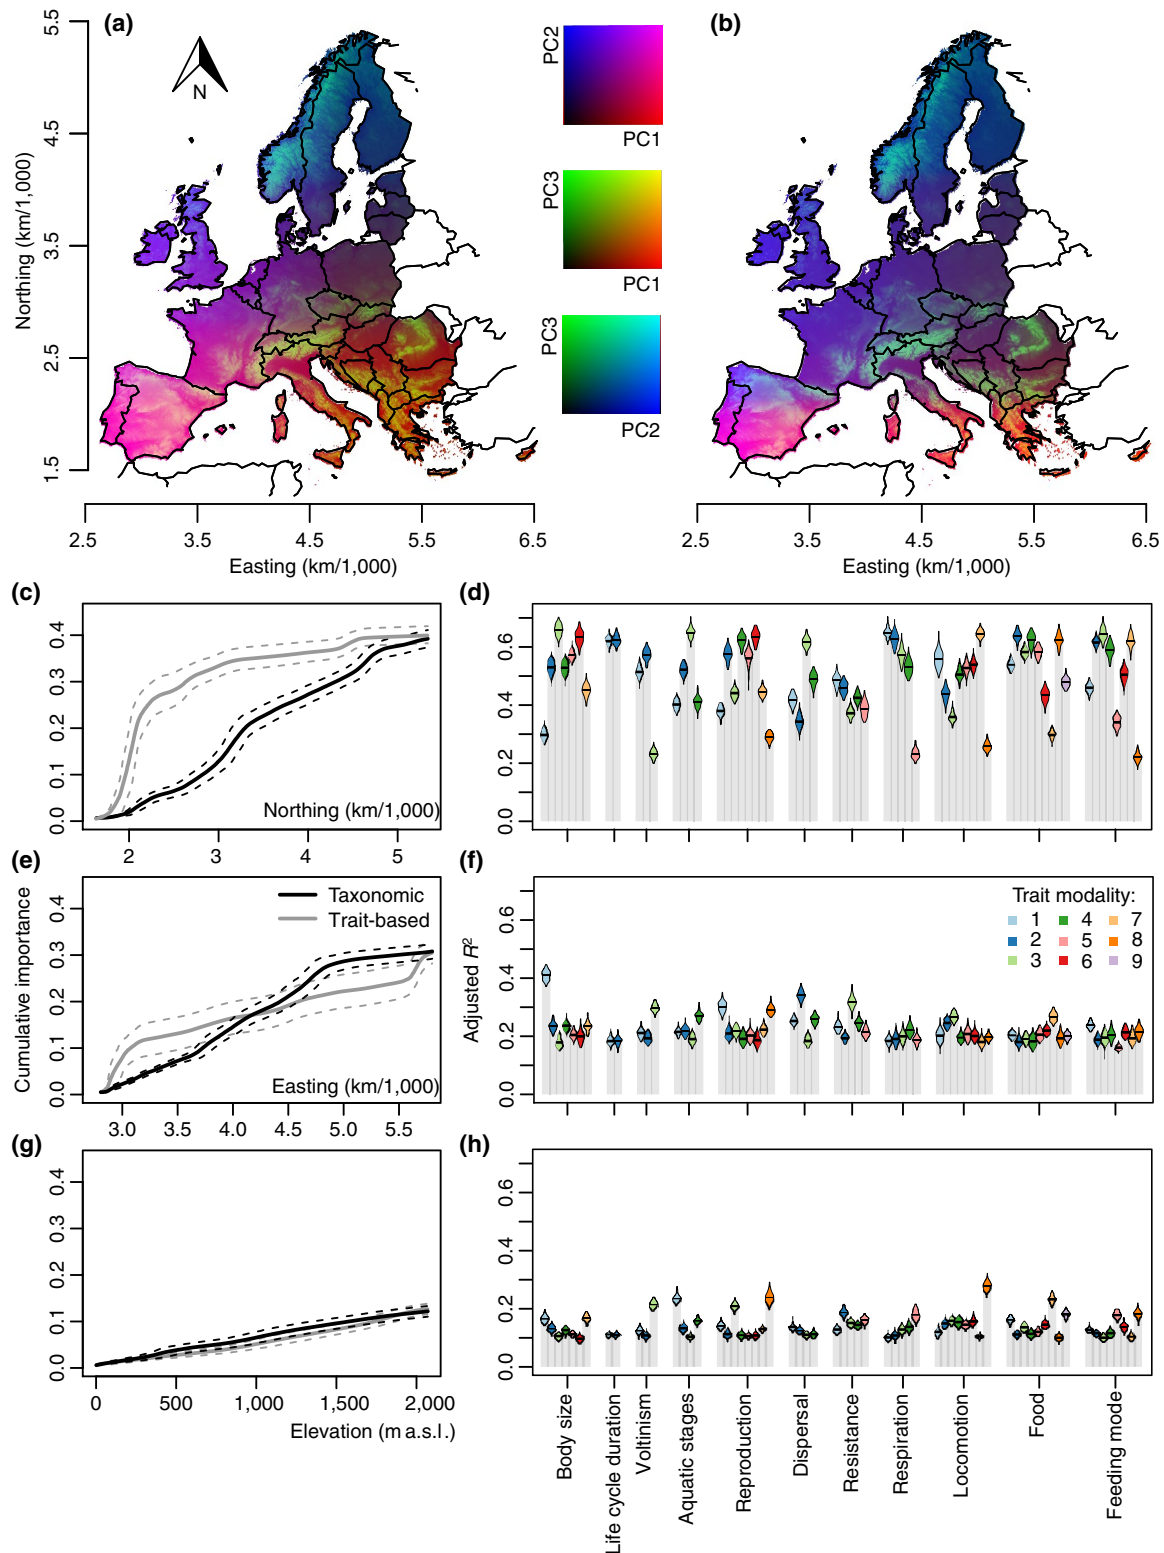 (a)
(b)
N
5.5
4.5
3.5
2.5
1.5
Northing (km/1,000)
PC2
PC1
PC3
PC1
PC3
PC2
2.5 3.5 4.5 5.5 6.5
Easting (km/1,000)
2.5 3.5 4.5 5.5 6.5
Easting (km/1,000)
(c)
0.4
0.3
0.2
0.1
0.0
Northing (km/1,000)
2 3 4 5
(d)
0.6
0.4
0.2
0.0
(e)
Cumulative importance
0.4
0.3
0.2
0.1
0.0
Taxonomic
Trait-based
Easting (km/1,000)
3.0 3.5 4.0 4.5 5.0 5.5
(f)
Adjusted R²
0.6
0.4
0.2
0.0
Trait modality:
1 4 7
2 5 8
3 6 9
(g)
0.4
0.3
0.2
0.1
0.0
0 500 1,000 1,500 2,000
Elevation (m a.s.l.)
(h)
0.6
0.4
0.2
0.0
Body size
Life cycle duration
Voltinism
Aquatic stages
Reproduction
Dispersal
Resistance
Respiration
Locomotion
Food
Feeding mode